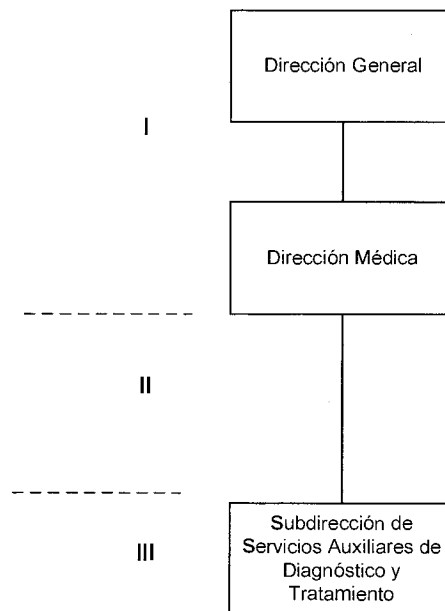 Dirección General
I
Dirección Médica
II
III
Subdirección de
Servicios Auxiliares de
Diagnóstico y
Tratamiento